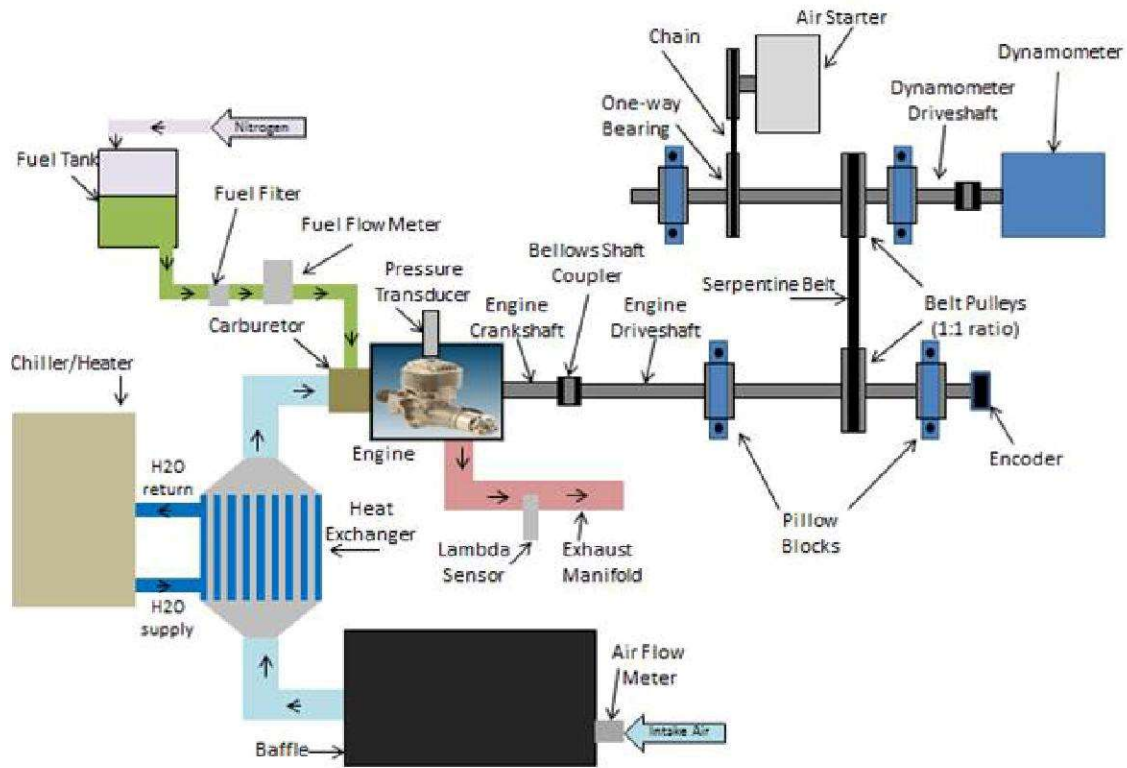 Air Starter
Chain
Dynamometer
Dynamometer
Driveshaft
One-way
Bearing
Nitrogen
Fuel Tank
Fuel Filter
Fuel Flow Meter
Bellows Shaft
Coupler
Pressure
Transducer
Serpentine Belt
Engine
Crankshaft
Engine
Driveshaft
Belt Pulleys
(1:1 ratio)
Carburetor
Chiller/Heater
Engine
Encoder
H2O
return
Heat
Exchanger
Pillow
Blocks
Lambda
Sensor
Exhaust
Manifold
H2O
supply
Air Flow
Meter
Intake Air
Baffle